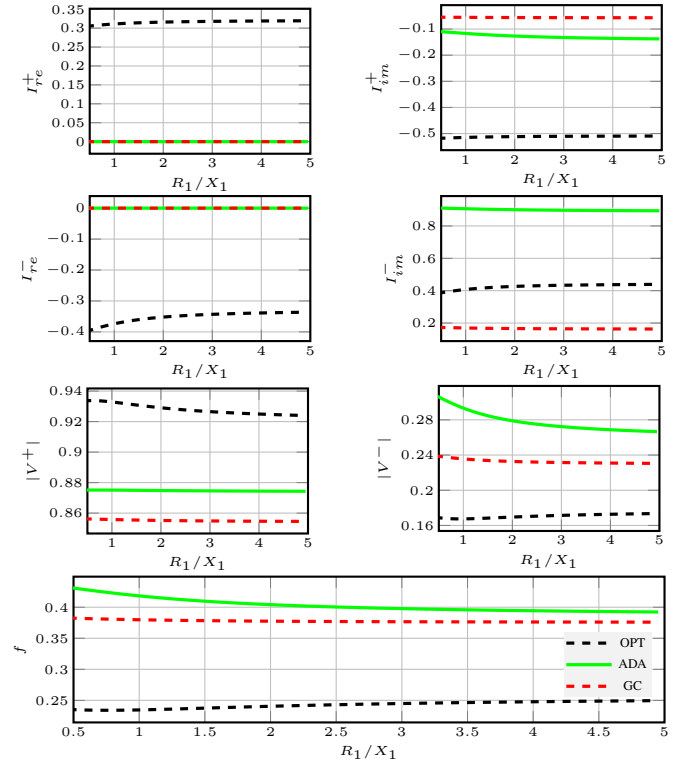 0.35
0.3
0.25
0.2
0.15
0.1
0.05
0
I_{re}^{+}
1 2 3 4 5
R_1/X_1
−0.1
−0.2
−0.3
−0.4
−0.5
I_{im}^{+}
1 2 3 4 5
R_1/X_1
0
−0.1
−0.2
−0.3
−0.4
I_{re}^{−}
1 2 3 4 5
R_1/X_1
0.8
0.6
0.4
0.2
I_{im}^{−}
1 2 3 4 5
R_1/X_1
0.94
0.92
0.9
0.88
0.86
|V^{+}|
1 2 3 4 5
R_1/X_1
0.28
0.24
0.2
0.16
|V^{−}|
1 2 3 4 5
R_1/X_1
0.4
0.35
0.3
0.25
f
0.5 1 1.5 2 2.5 3 3.5 4 4.5 5
R_1/X_1
OPT
ADA
GC